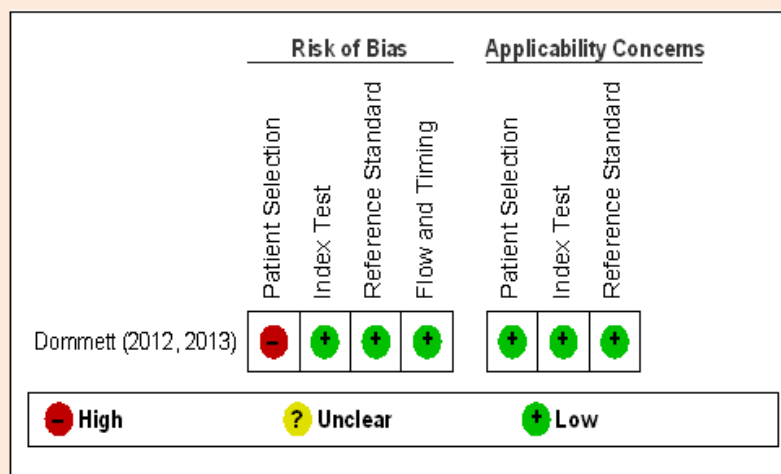 Risk of Bias
Applicability Concerns
Patient Selection
Index Test
Reference Standard
Flow and Timing
Patient Selection
Index Test
Reference Standard
Dommett (2012, 2013)
–
+
+
+
+
+
+
– High
? Unclear
+ Low